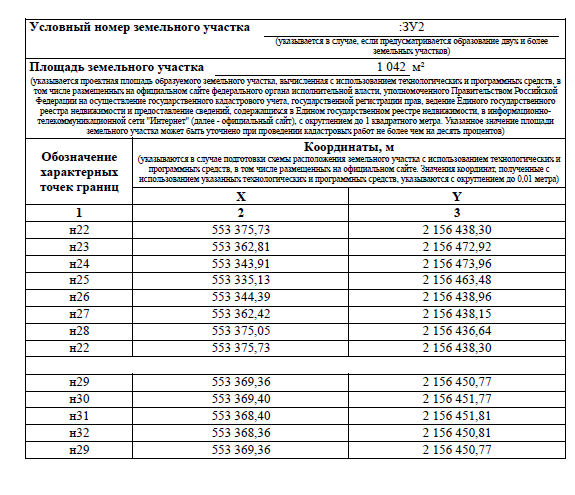 Условный номер земельного участка :ЗУ2
(указывается в случае, если предусматривается образование двух и более
земельных участков)
Площадь земельного участка 1 042 м²
(указывается проектная площадь образуемого земельного участка, вычисленная с использованием технологических и программных средств, в
том числе размещенных на официальном сайте федерального органа исполнительной власти, уполномоченного Правительством Российской
Федерации на осуществление государственного кадастрового учета, государственной регистрации прав, ведение Единого государственного
реестра недвижимости и предоставление сведений, содержащихся в Едином государственном реестре недвижимости, в информационно-
телекоммуникационной сети "Интернет" (далее - официальный сайт), с округлением до 1 квадратного метра. Указанное значение площади
земельного участка может быть уточнено при проведении кадастровых работ не более чем на десять процентов)
Обозначение
характерных
точек границ
Координаты, м
(указываются в случае подготовки схемы расположения земельного участка с использованием технологических и
программных средств, в том числе размещенных на официальном сайте. Значения координат, полученные с
использованием указанных технологических и программных средств, указываются с округлением до 0,01 метра)
X Y
1 2 3
н22 553 375,73 2 156 438,30
н23 553 362,81 2 156 472,92
н24 553 343,91 2 156 473,96
н25 553 335,13 2 156 463,48
н26 553 344,39 2 156 438,96
н27 553 362,42 2 156 438,15
н28 553 375,05 2 156 436,64
н22 553 375,73 2 156 438,30
н29 553 369,36 2 156 450,77
н30 553 369,40 2 156 451,77
н31 553 368,40 2 156 451,81
н32 553 368,36 2 156 450,81
н29 553 369,36 2 156 450,77